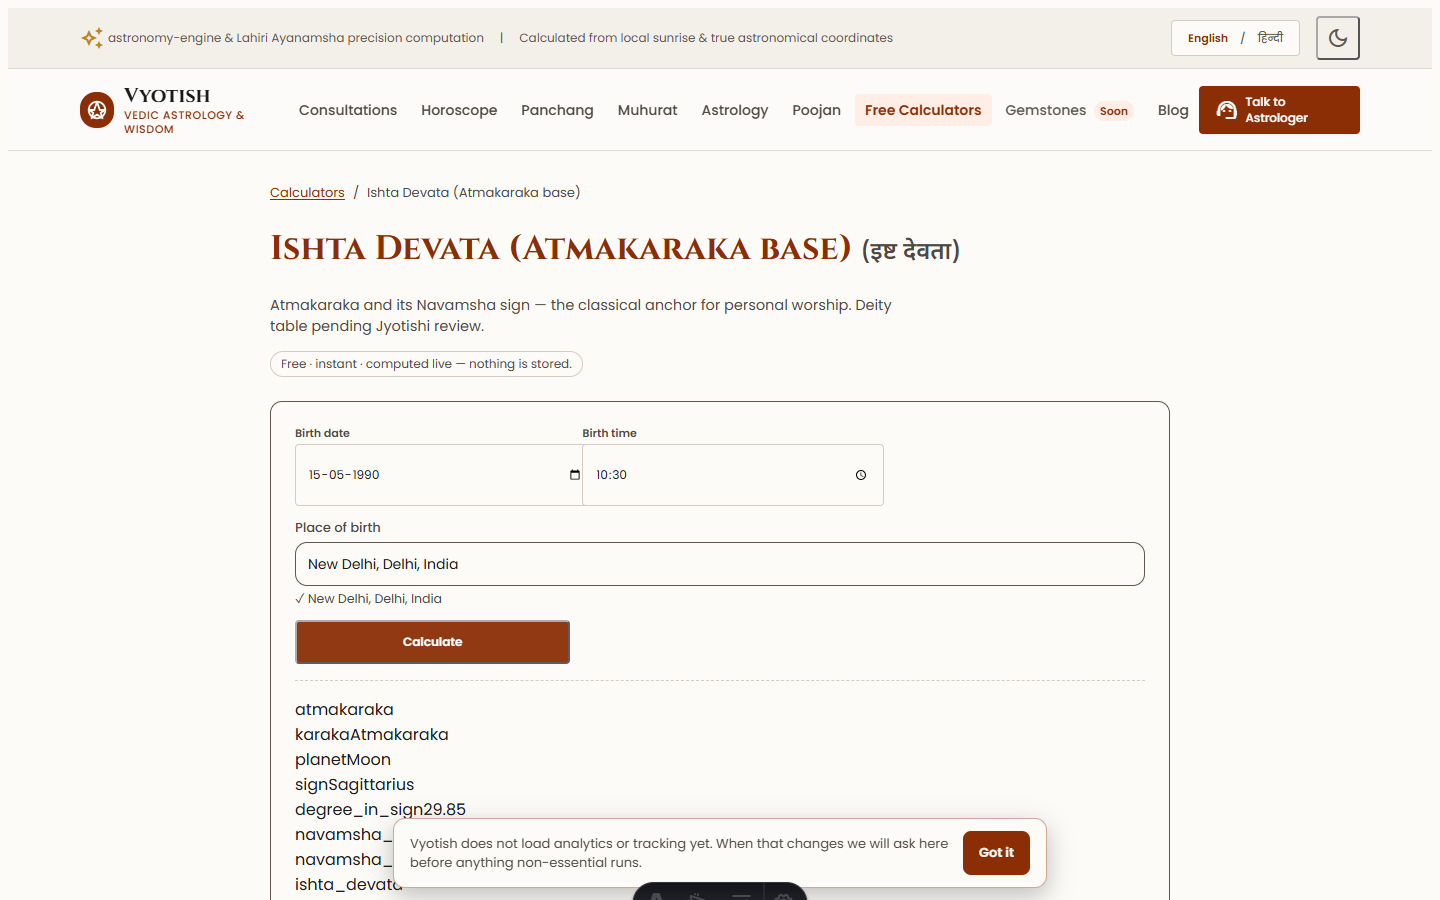 astronomy-engine & Lahiri Ayanamsha precision computation | Calculated from local sunrise & true astronomical coordinates
English / हिन्दी
Vyotish
VEDIC ASTROLOGY &
WISDOM
Consultations Horoscope Panchang Muhurat Astrology Poojan Free Calculators Gemstones Soon Blog
Talk to
Astrologer
Calculators / Ishta Devata (Atmakaraka base)
Ishta Devata (Atmakaraka base) (इष्ट देवता)
Atmakaraka and its Navamsha sign — the classical anchor for personal worship. Deity
table pending Jyotishi review.
Free · instant · computed live — nothing is stored.
Birth date Birth time
15-05-1990 10:30
Place of birth
New Delhi, Delhi, India
✓ New Delhi, Delhi, India
Calculate
atmakaraka
karakaAtmakaraka
planetMoon
signSagittarius
degree_in_sign29.85
navamsha_
navamsha_
ishta_devata
Vyotish does not load analytics or tracking yet. When that changes we will ask here
before anything non-essential runs.
Got it